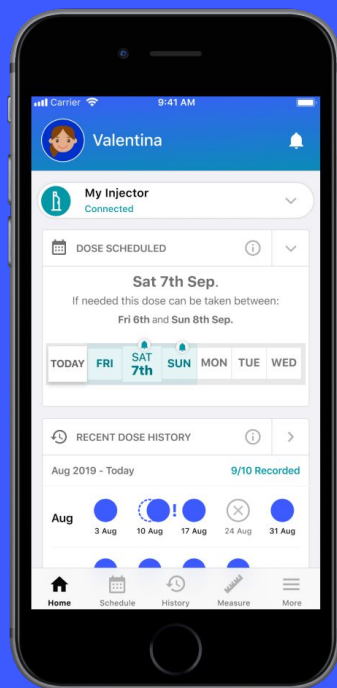 Carrier 9:41 AM
Valentina
My Injector
Connected
DOSE SCHEDULED
Sat 7th Sep.
If needed this dose can be taken between:
Fri 6th and Sun 8th Sep.
TODAY FRI SAT 7th SUN MON TUE WED
RECENT DOSE HISTORY
Aug 2019 - Today 9/10 Recorded
Aug ! 
3 Aug 10 Aug 17 Aug 24 Aug 31 Aug
Home Schedule History Measure More